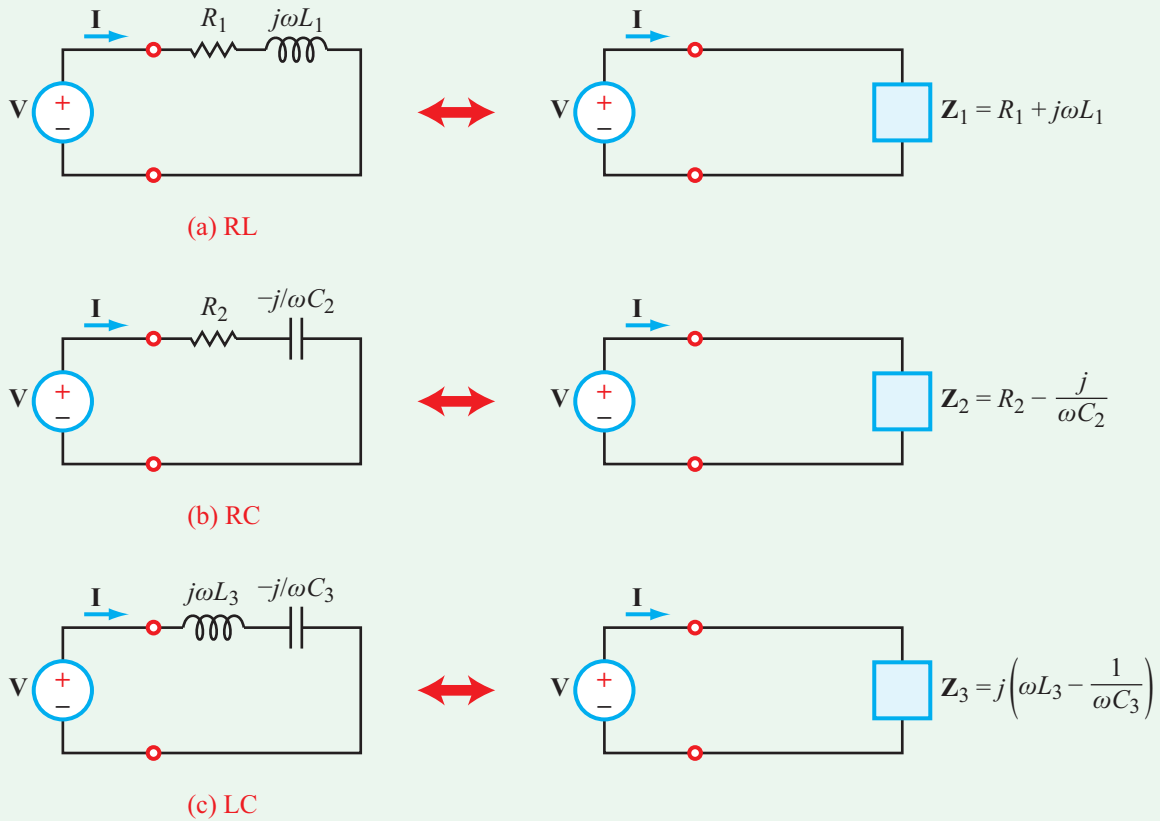 I R₁ jωL₁ I
V + − V + − Z₁ = R₁ + jωL₁
(a) RL
I R₂ −j/ωC₂ I
V + − V + − Z₂ = R₂ − j/ωC₂
(b) RC
I jωL₃ −j/ωC₃ I
V + − V + − Z₃ = j(ωL₃ − 1/ωC₃)
(c) LC